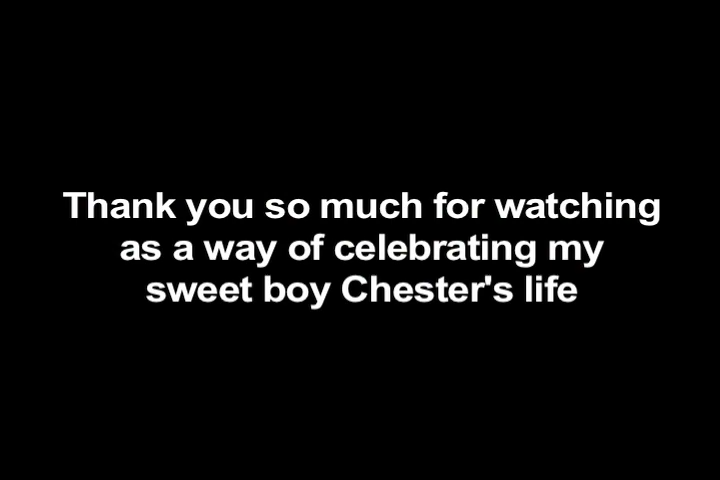 Thank you so much for watching
as a way of celebrating my
sweet boy Chester's life